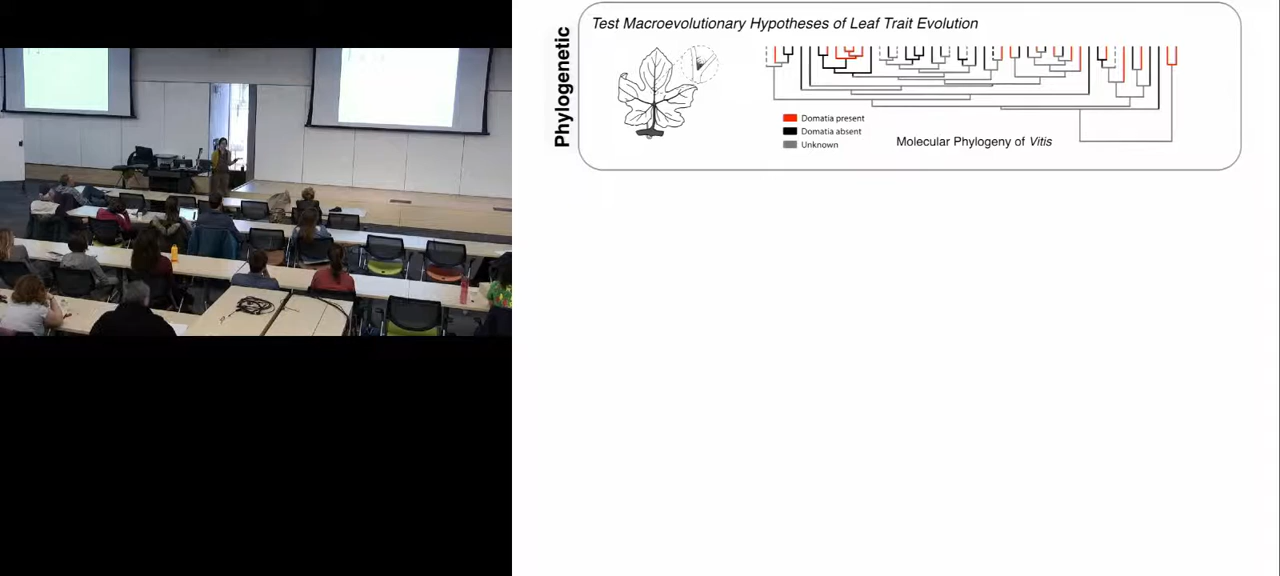 Phylogenetic
Test Macroevolutionary Hypotheses of Leaf Trait Evolution
Domatia present
Domatia absent
Unknown
Molecular Phylogeny of Vitis